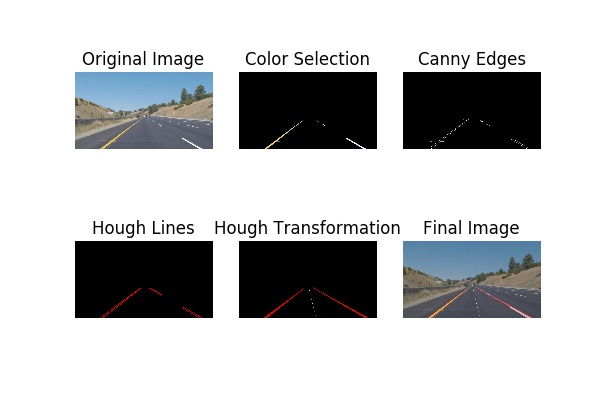 Original Image
Color Selection
Canny Edges
Hough Lines
Hough Transformation
Final Image